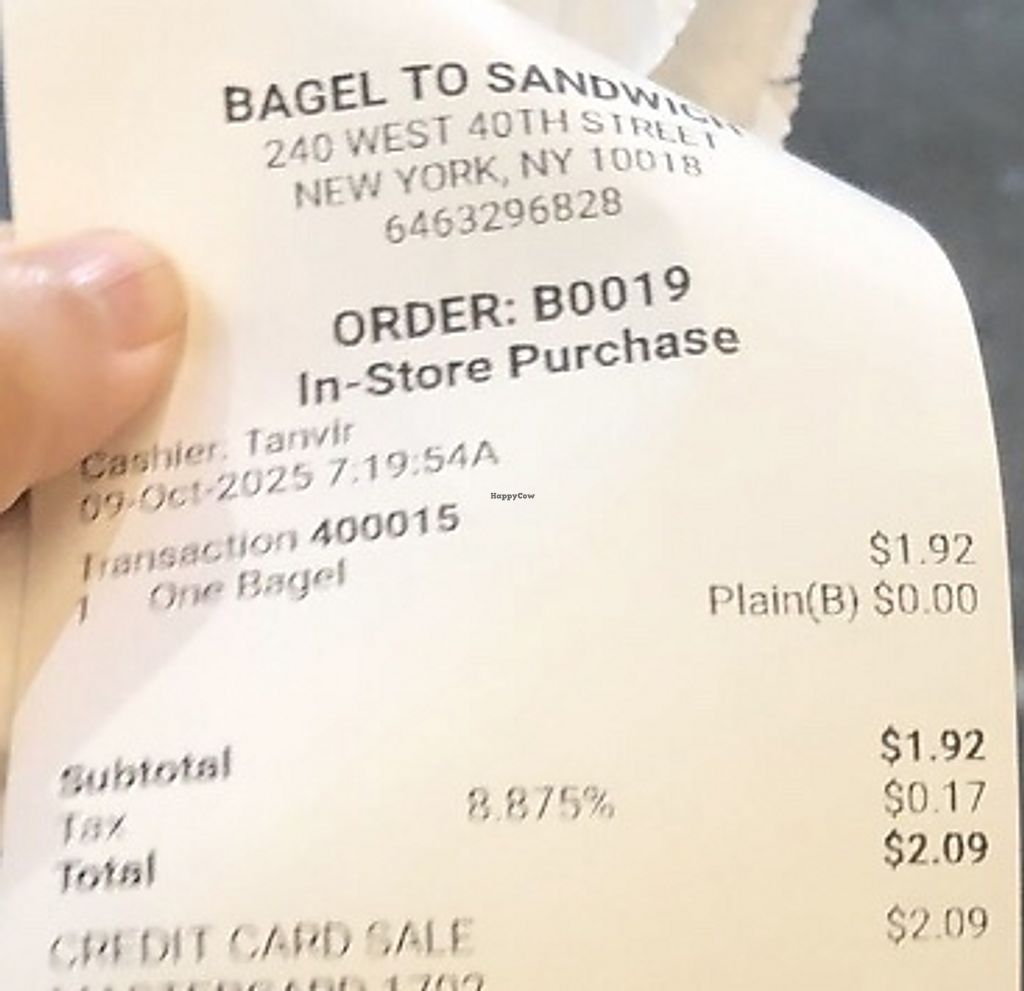 BAGEL TO SANDWICH
240 WEST 40TH STREET
NEW YORK, NY 10018
6463296828
ORDER: B0019
In-Store Purchase
Cashier: Tanvir
09-Oct-2025 7:19:54A
Transaction 400015
1 One Bagel $1.92
Plain(B) $0.00
Subtotal $1.92
Tax 8.875% $0.17
Total $2.09
CREDIT CARD SALE $2.09
MASTERCARD 1702
HappyCow